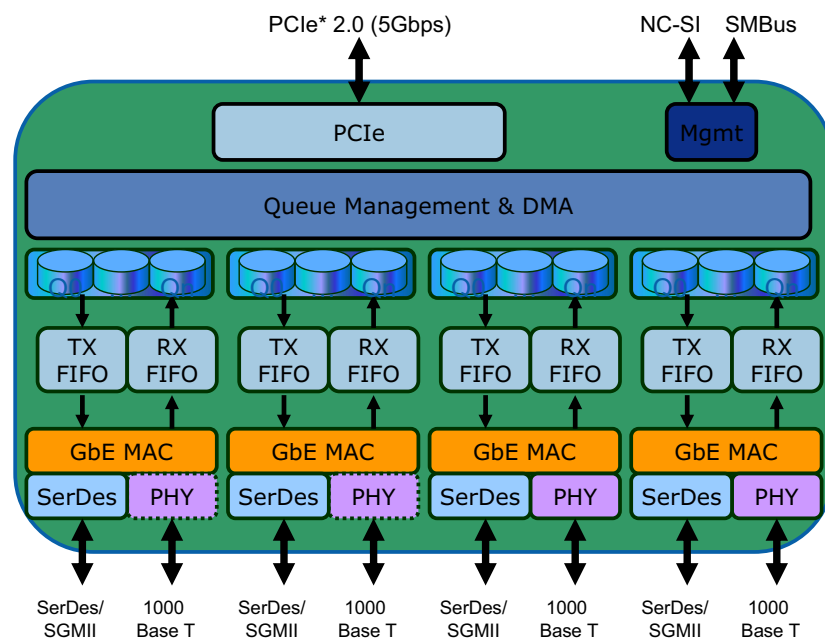 PCIe* 2.0 (5Gbps) NC-SI SMBus
PCIe Mgmt
Queue Management & DMA
TX FIFO RX FIFO TX FIFO RX FIFO TX FIFO RX FIFO TX FIFO RX FIFO
GbE MAC GbE MAC GbE MAC GbE MAC
SerDes PHY SerDes PHY SerDes PHY SerDes PHY
SerDes/ 1000 SerDes/ 1000 SerDes/ 1000 SerDes/ 1000
SGMII Base T SGMII Base T SGMII Base T SGMII Base T